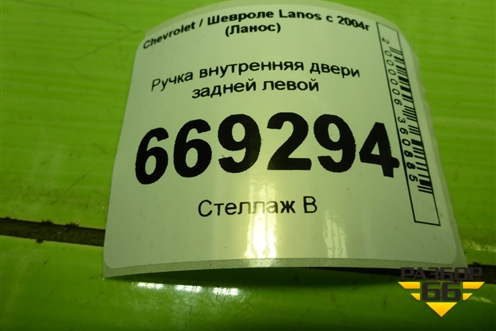 Chevrolet / Шевроле Lanos с 2004г
(Ланос)
Ручка внутренняя двери
задней левой
669294
Стеллаж В
2000006360885
РАЗБОР
66